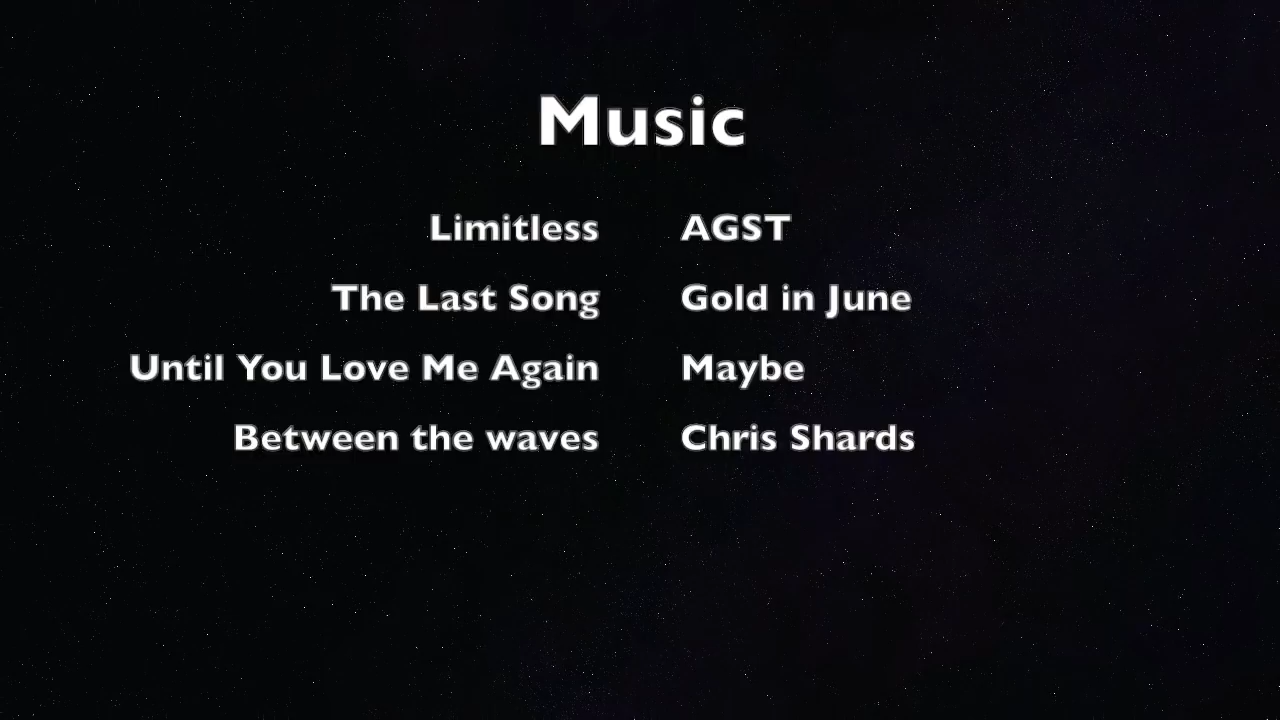 Music
Limitless AGST
The Last Song Gold in June
Until You Love Me Again Maybe
Between the waves Chris Shards